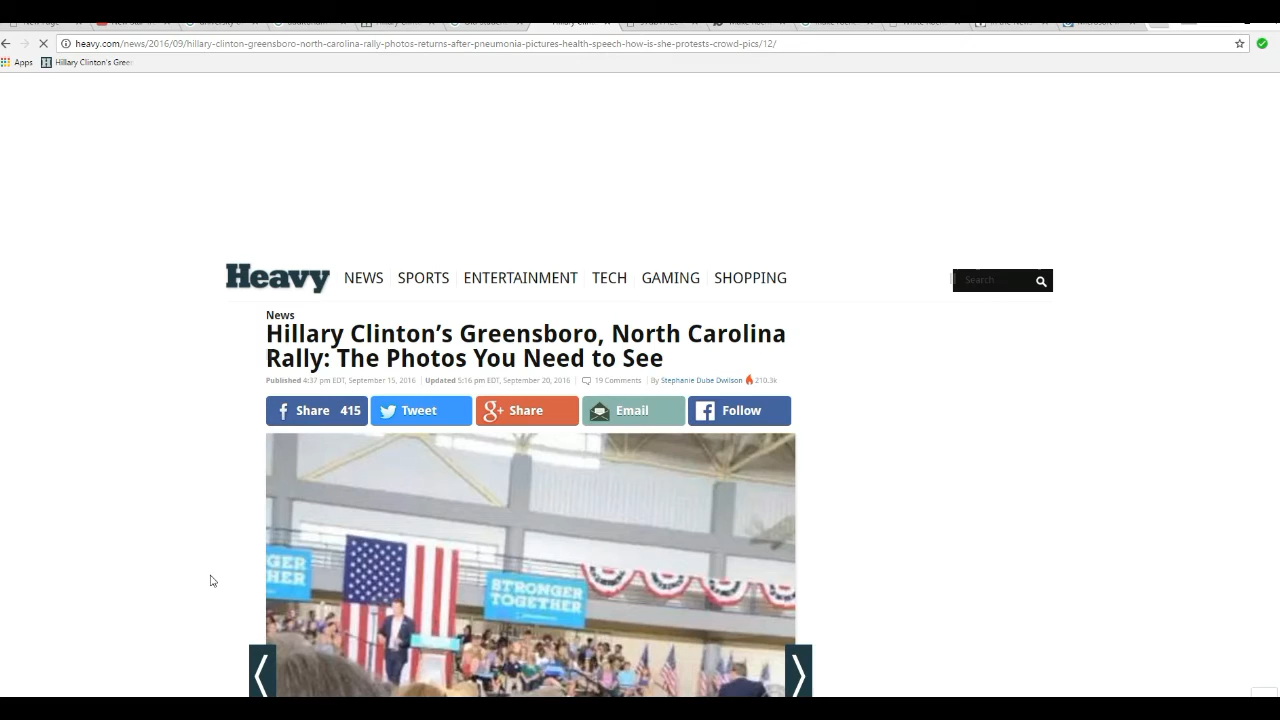 heavy.com/news/2016/09/hillary-clinton-greensboro-north-carolina-rally-photos-returns-after-pneumonia-pictures-health-speech-how-is-she-protests-crowd-pics/12/
Apps Hillary Clinton's Gree
Heavy NEWS SPORTS ENTERTAINMENT TECH GAMING SHOPPING Search
News
Hillary Clinton’s Greensboro, North Carolina
Rally: The Photos You Need to See
Published 4:37 pm EDT, September 15, 2016 Updated 5:16 pm EDT, September 20, 2016 19 Comments By Stephanie Dube Dwilson 210.3k
Share 415 Tweet Share Email Follow
GER
HER
STRONGER
TOGETHER